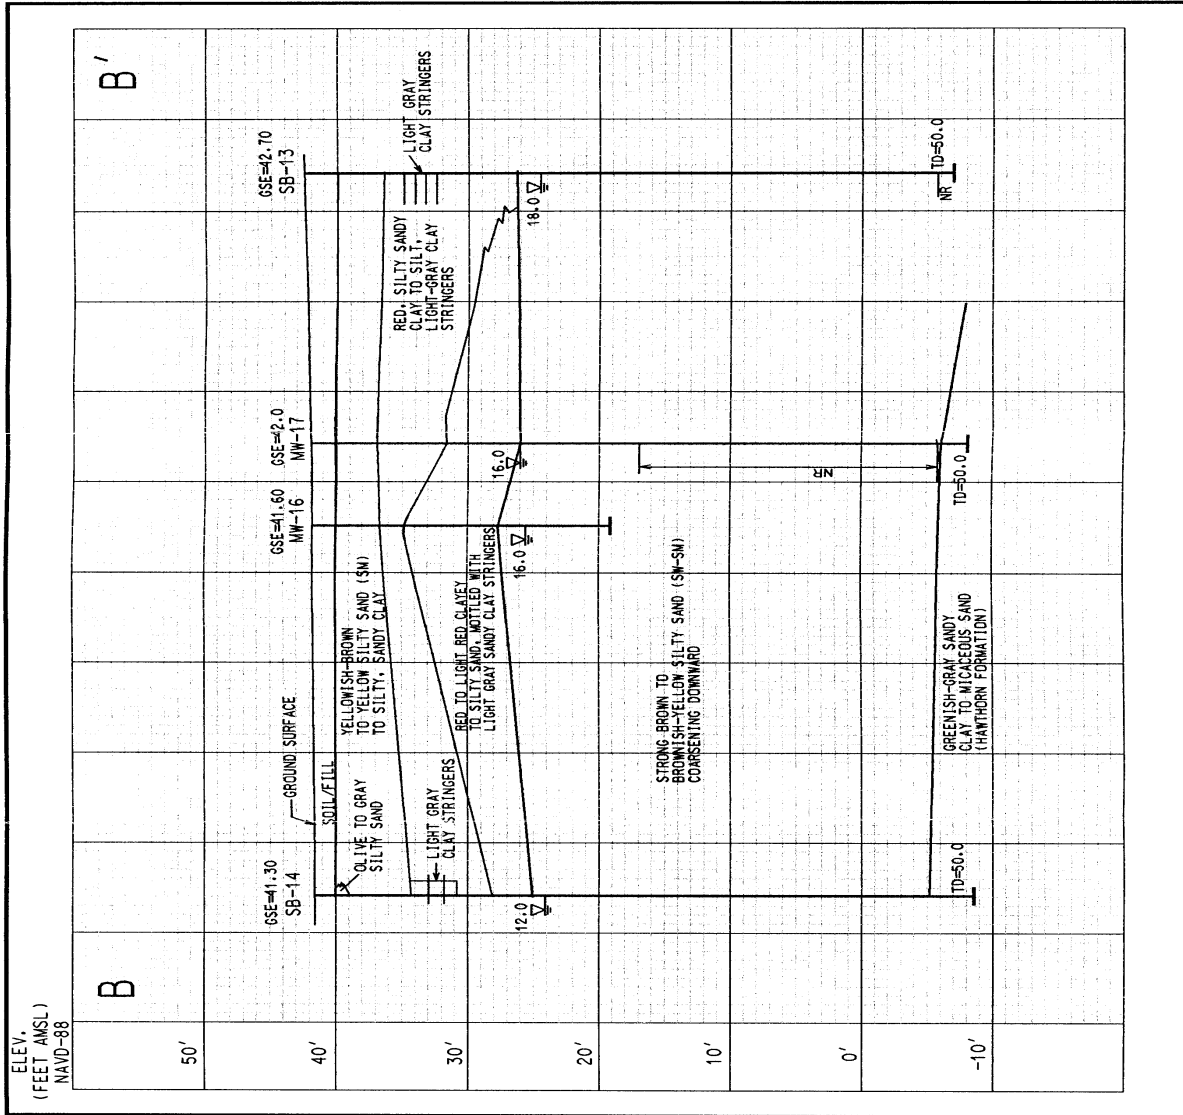 ELEV.
(FEET AMSL)
NAVD-88
50'
40'
30'
20'
10'
0'
-10'
B
B'
GSE=41.30
SB-14
GSE=41.60
MW-16
GSE=42.0
MW-17
GSE=42.70
SB-13
GROUND SURFACE
SOIL/FILL
OLIVE TO GRAY
SILTY SAND
YELLOWISH-BROWN
TO YELLOW SILTY SAND (SM)
TO SILTY, SANDY CLAY
LIGHT GRAY
CLAY STRINGERS
RED TO LIGHT RED CLAYEY
TO SILTY SAND, MOTTLED WITH
LIGHT GRAY SANDY CLAY STRINGERS
RED, SILTY SANDY
CLAY TO SILT,
LIGHT-GRAY CLAY
STRINGERS
LIGHT GRAY
CLAY STRINGERS
12.0
16.0
16.0
18.0
STRONG BROWN TO
BROWNISH-YELLOW SILTY SAND (SW-SM)
COARSENING DOWNWARD
NR
NR
GREENISH-GRAY SANDY
CLAY TO MICACEOUS SAND
(HAWTHORN FORMATION)
TD=50.0
TD=50.0
TD=50.0